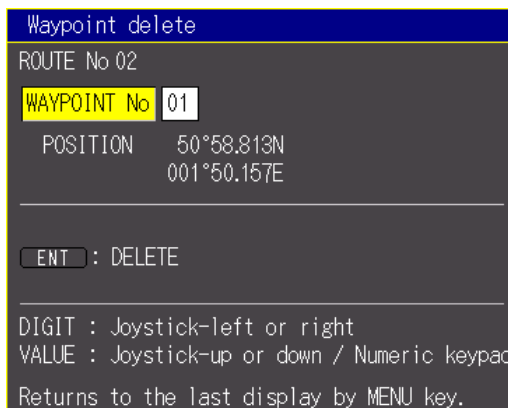 Waypoint delete
ROUTE No 02
WAYPOINT No 01
POSITION 50°58.813N
001°50.157E
ENT : DELETE
DIGIT : Joystick-left or right
VALUE : Joystick-up or down / Numeric keypad
Returns to the last display by MENU key.